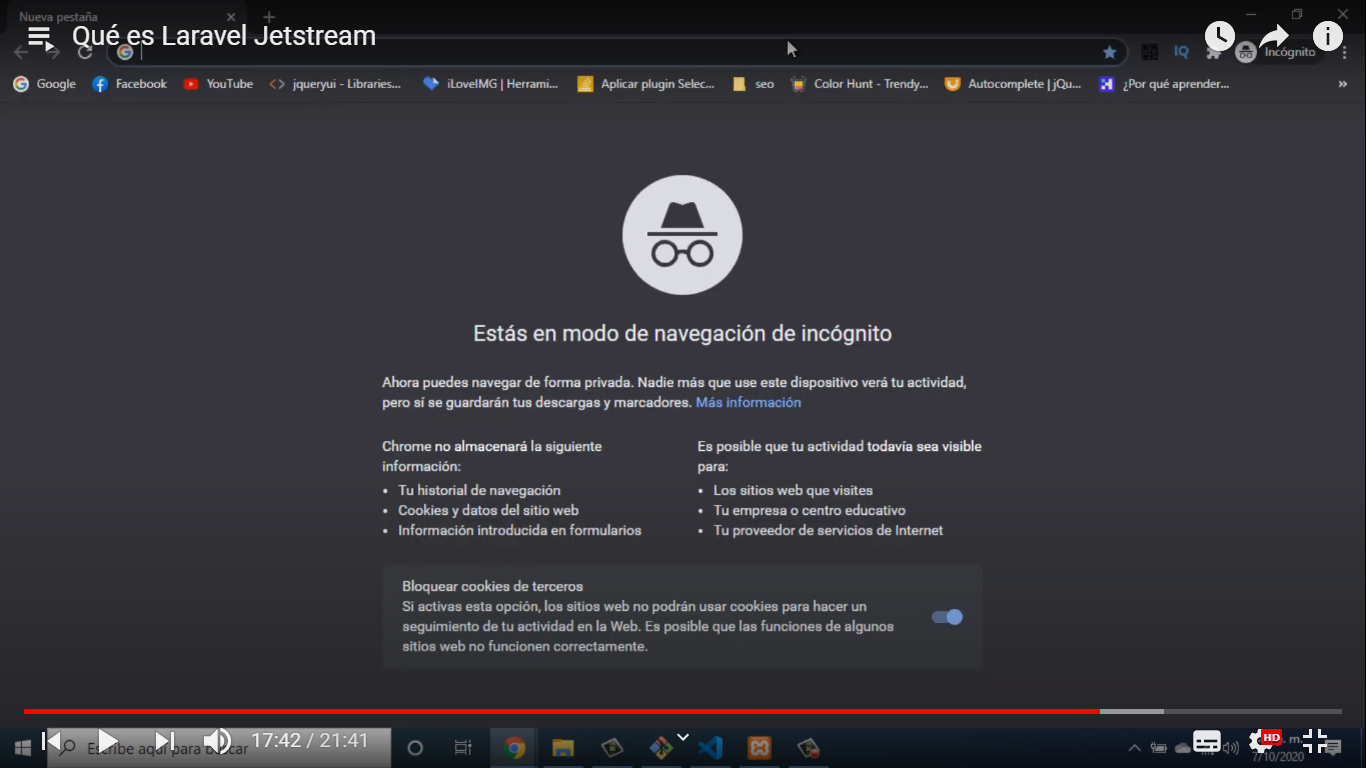 Nueva pestaña
Qué es Laravel Jetstream
IQ
Incógnito
Google
Facebook
YouTube
jqueryui - Libraries...
iLoveIMG | Herrami...
Aplicar plugin Selec...
seo
Color Hunt - Trendy...
Autocomplete | jQu...
¿Por qué aprender...
»
Estás en modo de navegación de incógnito
Ahora puedes navegar de forma privada. Nadie más que use este dispositivo verá tu actividad,
pero sí se guardarán tus descargas y marcadores. Más información
Chrome no almacenará la siguiente
información:
• Tu historial de navegación
• Cookies y datos del sitio web
• Información introducida en formularios
Es posible que tu actividad todavía sea visible
para:
• Los sitios web que visites
• Tu empresa o centro educativo
• Tu proveedor de servicios de Internet
Bloquear cookies de terceros
Si activas esta opción, los sitios web no podrán usar cookies para hacer un
seguimiento de tu actividad en la Web. Es posible que las funciones de algunos
sitios web no funcionen correctamente.
Escribe aquí para buscar
17:42 / 21:41
HD
7/10/2020